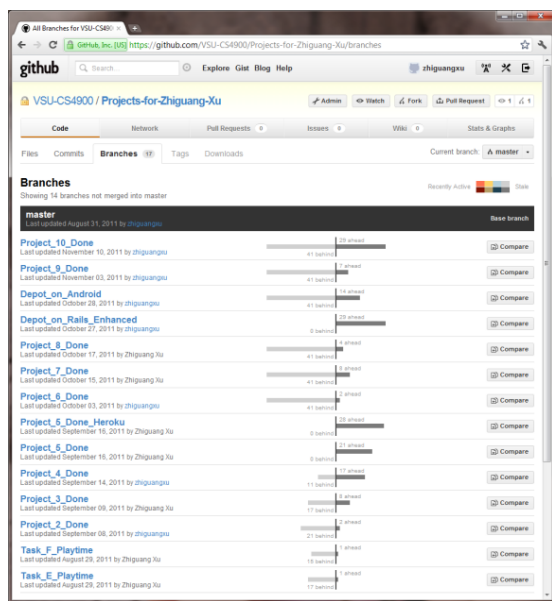 All Branches for VSU-CS490
GitHub, Inc. [US] https://github.com/VSU-CS4900/Projects-for-Zhiguang-Xu/branches
github Search... Explore Gist Blog Help zhiguangxu
VSU-CS4900 / Projects-for-Zhiguang-Xu Admin Watch Fork Pull Request 1 1
Code Network Pull Requests 0 Issues 0 Wiki 0 Stats & Graphs
Files Commits Branches 17 Tags Downloads Current branch: master
Branches
Showing 14 branches not merged into master Recently Active Stale
master
Last updated August 31, 2011 by zhiguangxu Base branch
Project_10_Done 41 behind ahead Compare
Last updated November 10, 2011 by zhiguangxu
Project_9_Done 41 behind 7 ahead Compare
Last updated November 03, 2011 by zhiguangxu
Depot_on_Android 41 behind 14 ahead Compare
Last updated October 28, 2011 by zhiguangxu
Depot_on_Rails_Enhanced behind ahead Compare
Last updated October 27, 2011 by zhiguangxu
Project_8_Done 41 behind 4 ahead Compare
Last updated October 17, 2011 by Zhiguang Xu
Project_7_Done 41 behind ahead Compare
Last updated October 15, 2011 by Zhiguang Xu
Project_6_Done 41 behind 2 ahead Compare
Last updated October 03, 2011 by zhiguangxu
Project_5_Done_Heroku behind 28 ahead Compare
Last updated September 16, 2011 by Zhiguang Xu
Project_5_Done behind 21 ahead Compare
Last updated September 16, 2011 by Zhiguang Xu
Project_4_Done 11 behind 17 ahead Compare
Last updated September 14, 2011 by zhiguangxu
Project_3_Done 17 behind ahead Compare
Last updated September 09, 2011 by Zhiguang Xu
Project_2_Done 21 behind 2 ahead Compare
Last updated September 08, 2011 by zhiguangxu
Task_F_Playtime behind 1 ahead Compare
Last updated August 29, 2011 by Zhiguang Xu
Task_E_Playtime 17 behind 1 ahead Compare
Last updated August 29, 2011 by Zhiguang Xu